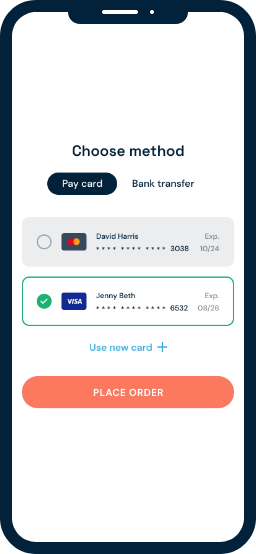 Choose method
Pay card
Bank transfer
David Harris
Exp.
**** **** **** 3038
10/24
VISA
Jenny Beth
Exp.
**** **** **** 6532
08/26
Use new card +
PLACE ORDER